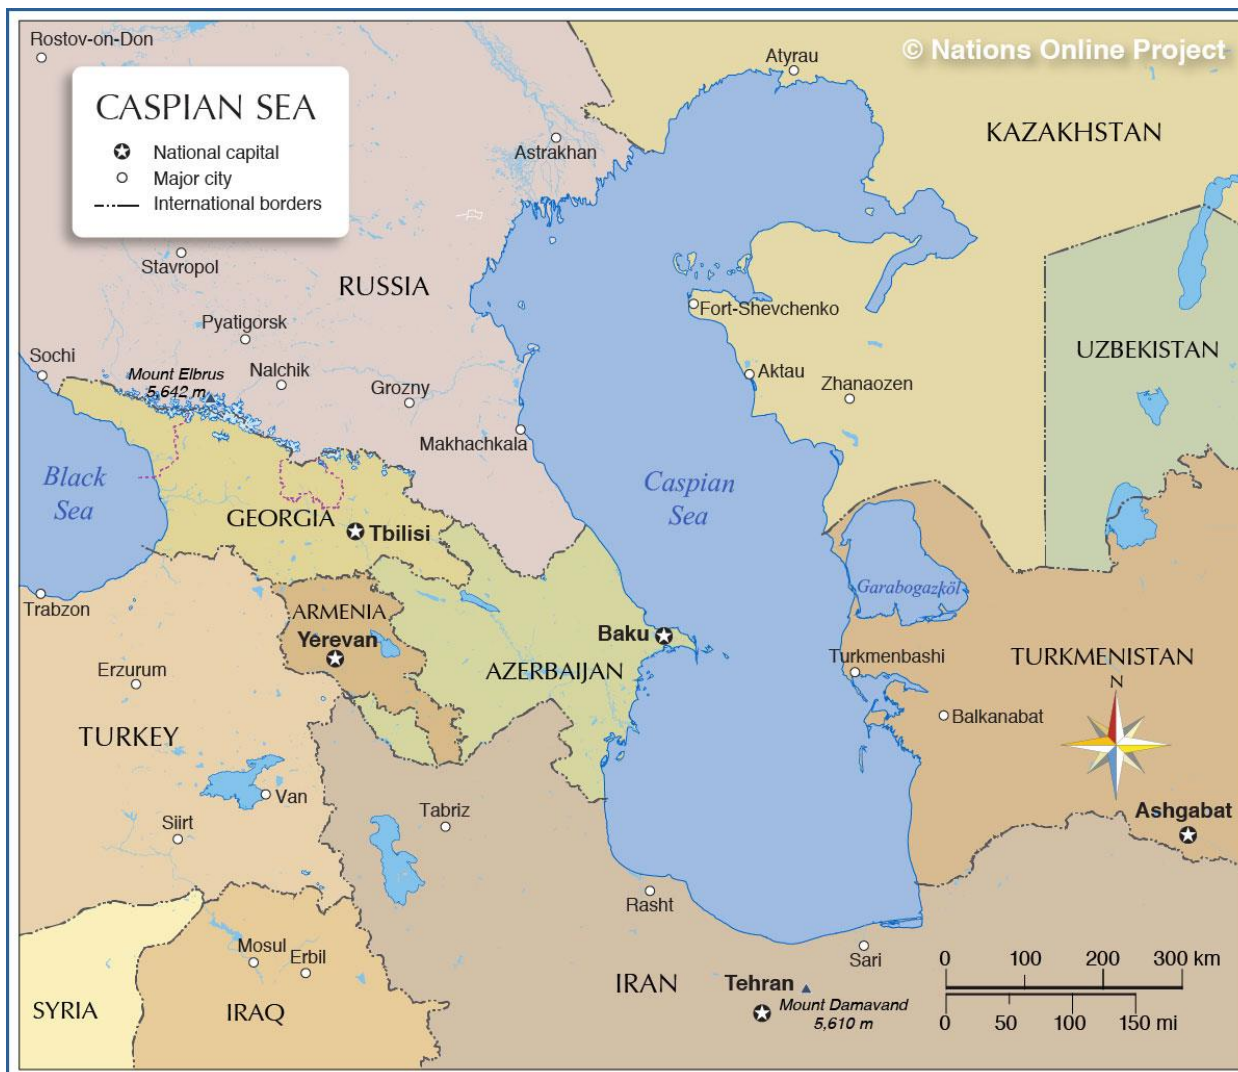 © Nations Online Project
CASPIAN SEA
National capital
Major city
International borders
Rostov-on-Don
Atyrau
KAZAKHSTAN
Astrakhan
Stavropol
RUSSIA
Fort-Shevchenko
Pyatigorsk
UZBEKISTAN
Sochi
Mount Elbrus
5,642 m
Nalchik
Grozny
Aktau
Zhanaozen
Makhachkala
Black
Sea
Caspian
Sea
GEORGIA
Tbilisi
Garabogazköl
Trabzon
ARMENIA
Yerevan
Baku
Erzurum
AZERBAIJAN
Turkmenbashi
TURKMENISTAN
N
Balkanabat
TURKEY
Van
Siirt
Tabriz
Ashgabat
Rasht
Mosul
Erbil
Sari
SYRIA
IRAQ
IRAN
Tehran
Mount Damavand
5,610 m
0 100 200 300 km
0 50 100 150 mi